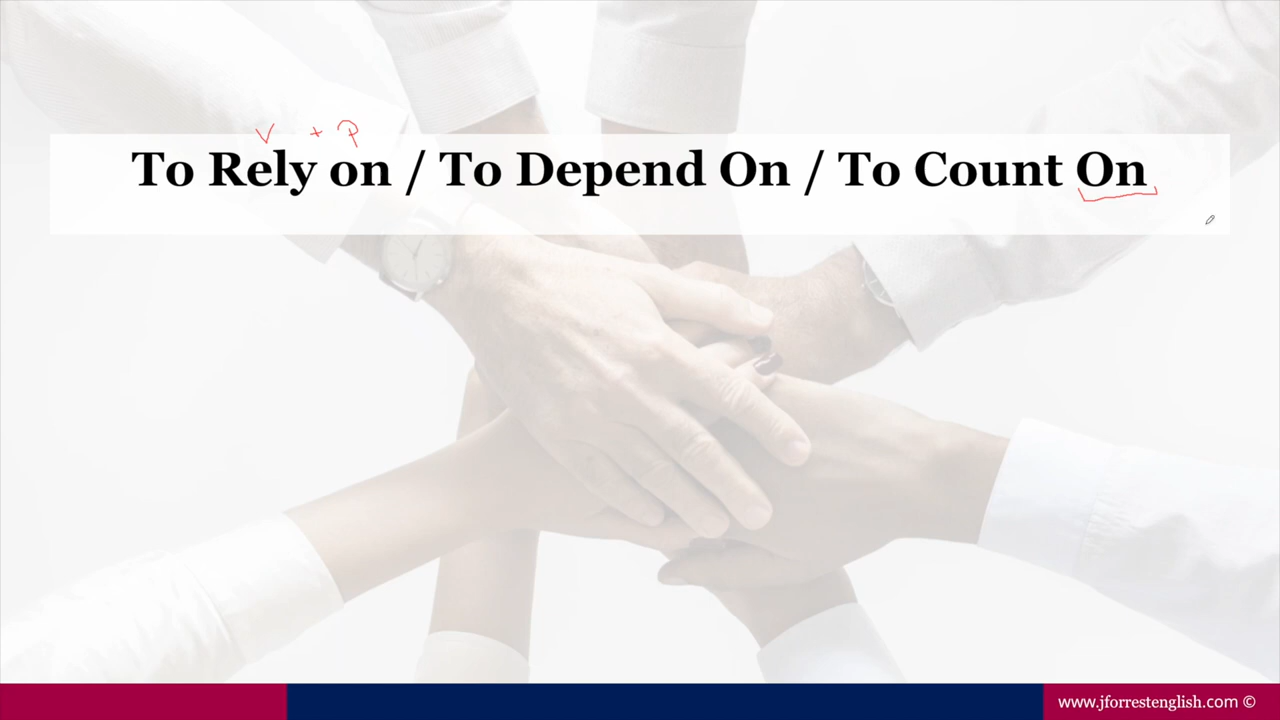 V + P
To Rely on / To Depend On / To Count On
www.jforrestenglish.com ©